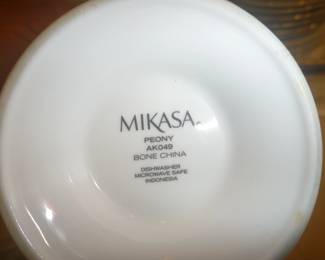 MIKASA
PEONY
AK049
BONE CHINA
DISHWASHER
MICROWAVE SAFE
INDONESIA